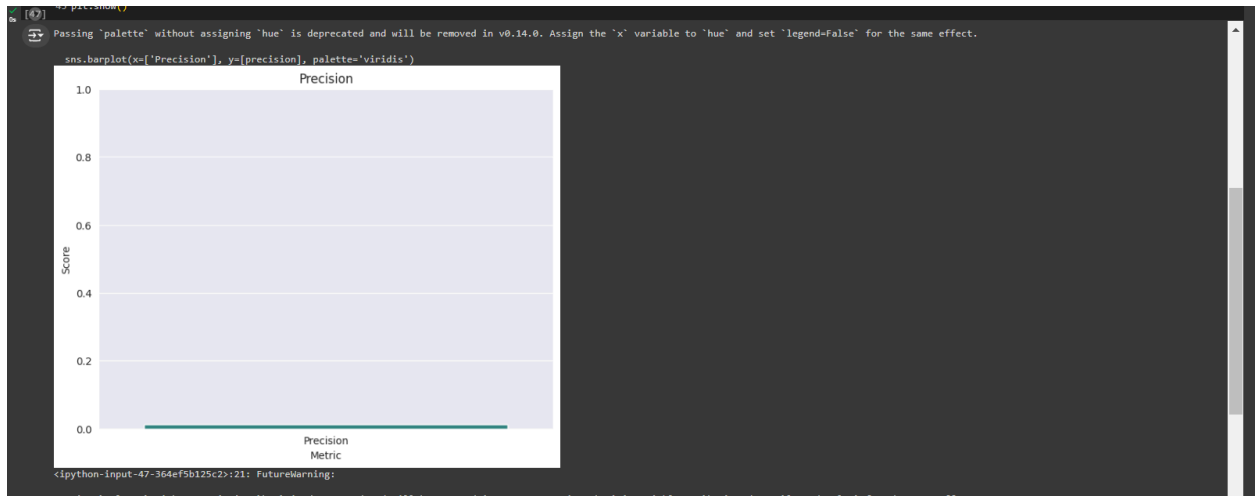 [47]
45 plt.show()
0s
Passing `palette` without assigning `hue` is deprecated and will be removed in v0.14.0. Assign the `x` variable to `hue` and set `legend=False` for the same effect.
sns.barplot(x=['Precision'], y=[precision], palette='viridis')
Precision
1.0
0.8
0.6
0.4
0.2
0.0
Score
Precision
Metric
<ipython-input-47-364ef5b125c2>:21: FutureWarning: